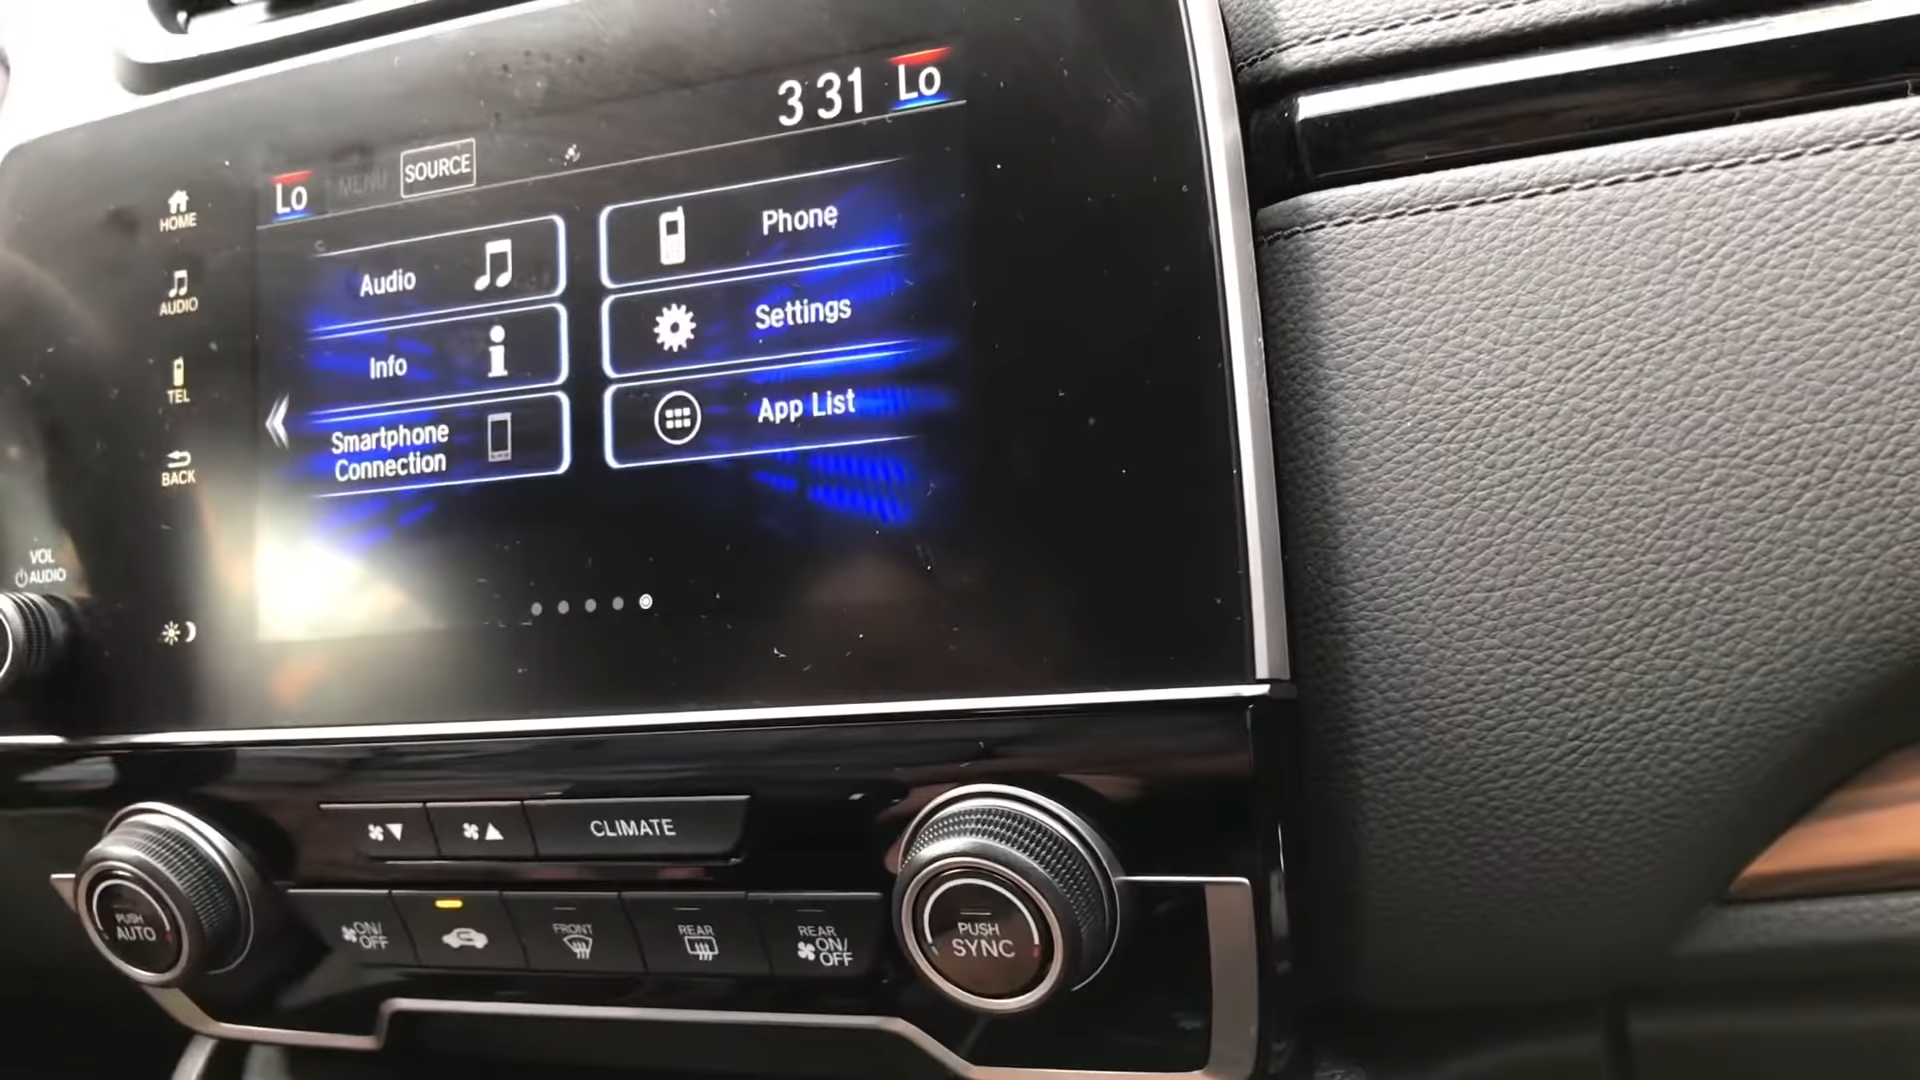 3 31 Lo
Lo MENU SOURCE
HOME
AUDIO
TEL
BACK
VOL
AUDIO
Audio
Phone
Info
Settings
Smartphone
Connection
App List
CLIMATE
PUSH
AUTO
ON/
OFF
FRONT
REAR
REAR
ON/
OFF
PUSH
SYNC